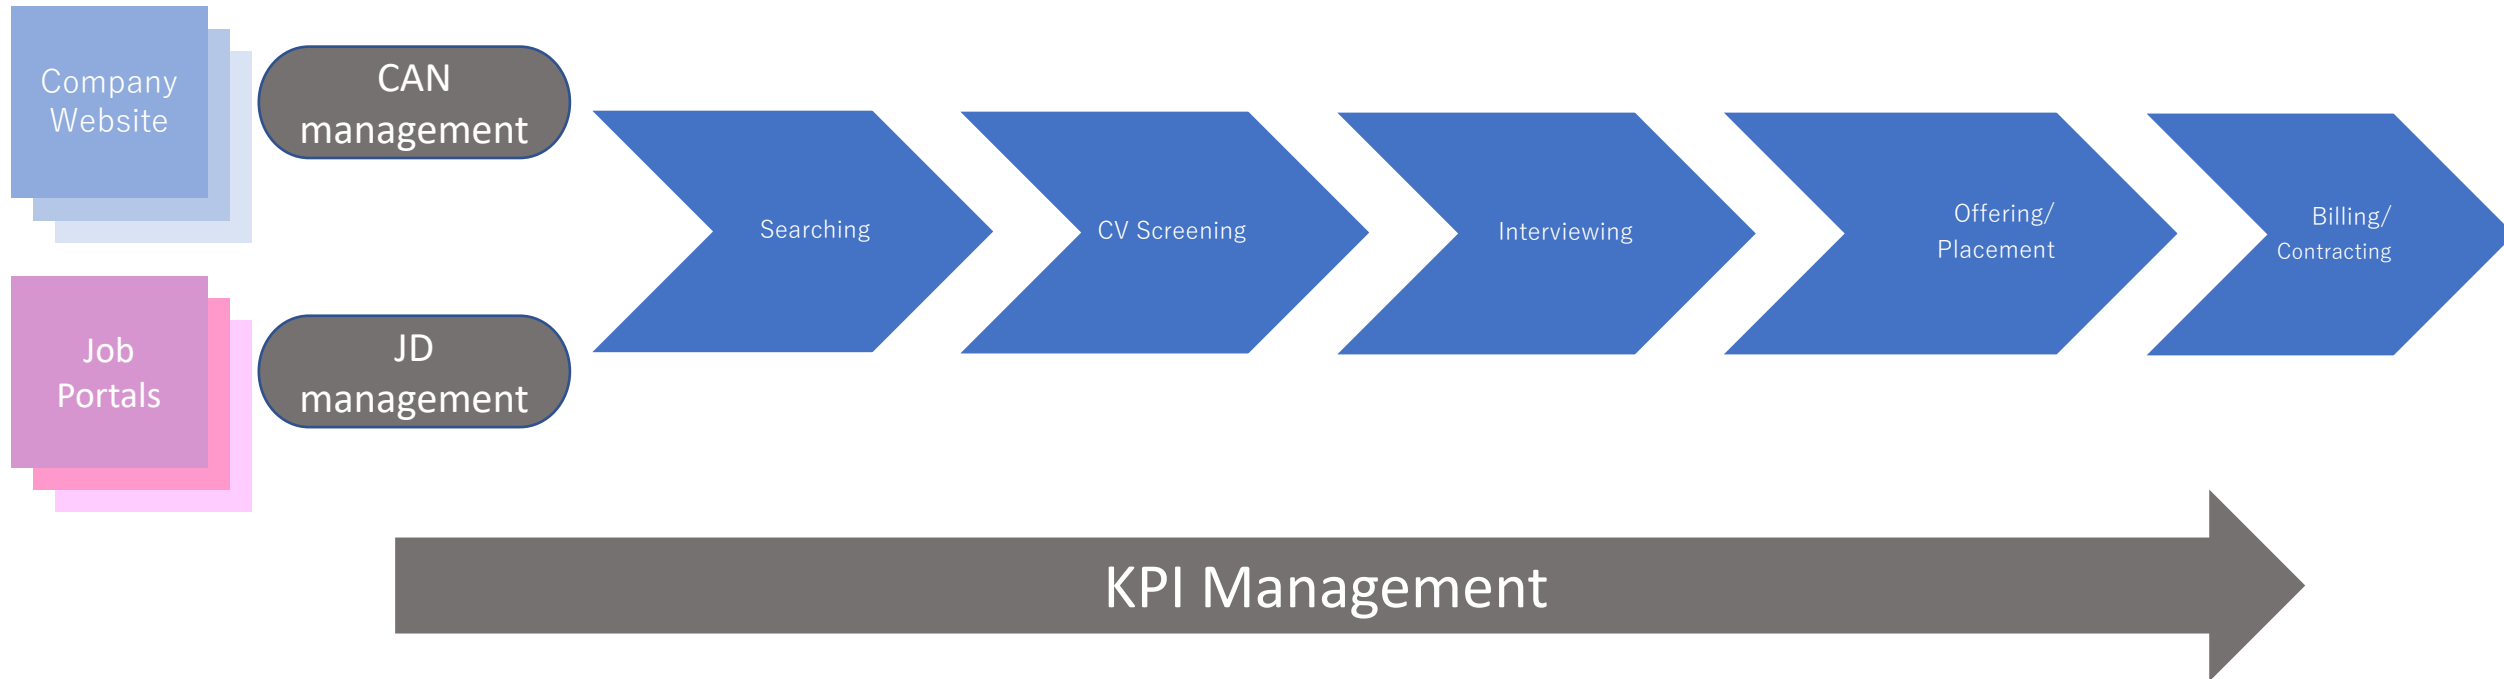 Company
Website
CAN
management
Searching
CV Screening
Interviewing
Offering/
Placement
Billing/
Contracting
Job
Portals
JD
management
KPI Management